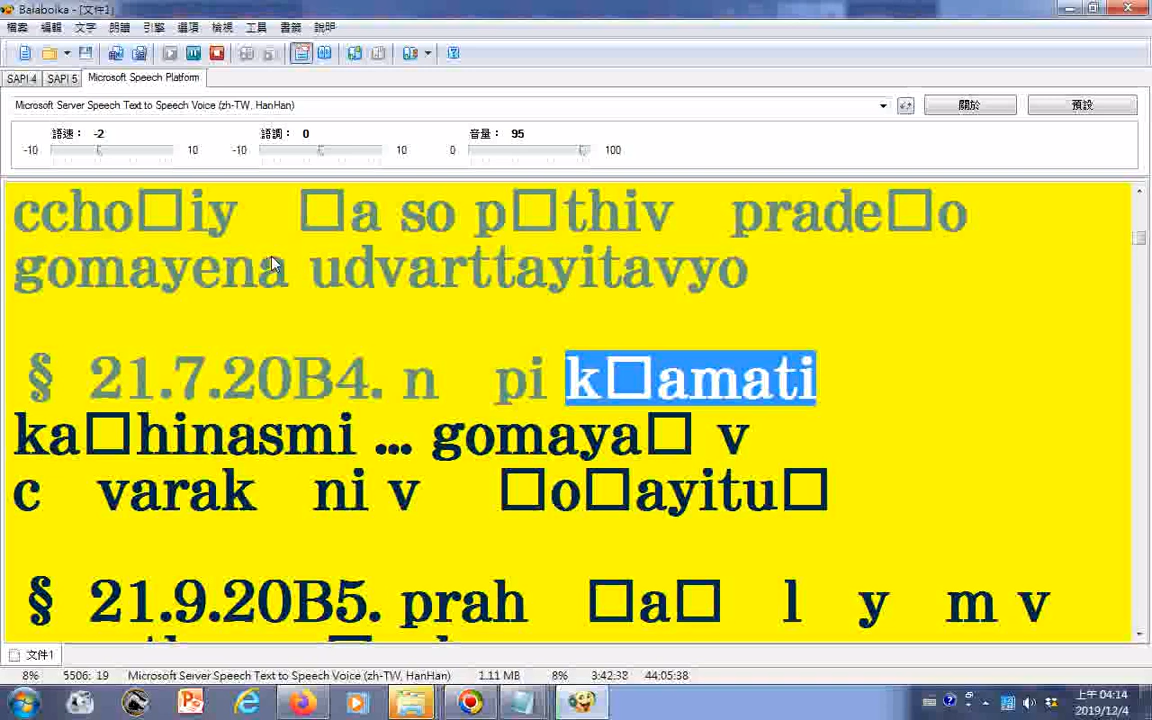 Balabolka - [文件1]
檔案 編輯 文字 朗讀 引擎 選項 檢視 工具 書籤 說明
SAPI 4 SAPI 5 Microsoft Speech Platform
Microsoft Server Speech Text to Speech Voice (zh-TW, HanHan) 關於 預設
語速： -2 語調： 0 音量： 95
-10 10 -10 10 0 100
ccho□iy □a so p□thiv prade□o
gomayena udvarttayitavyo
§ 21.7.20B4. n pi k□amati
ka□hinasmi ... gomaya□ v
c varak ni v □o□ayitu□
§ 21.9.20B5. prah □a□ l y m v
文件1
8% 5506: 19 Microsoft Server Speech Text to Speech Voice (zh-TW, HanHan) 1.11 MB 8% 3:42:38 44:05:38
上午 04:14
2019/12/4